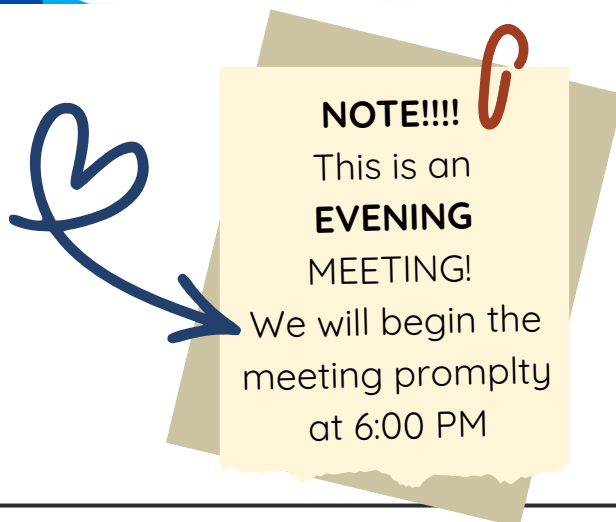 NOTE!!!!
This is an
EVENING
MEETING!
We will begin the
meeting promplty
at 6:00 PM